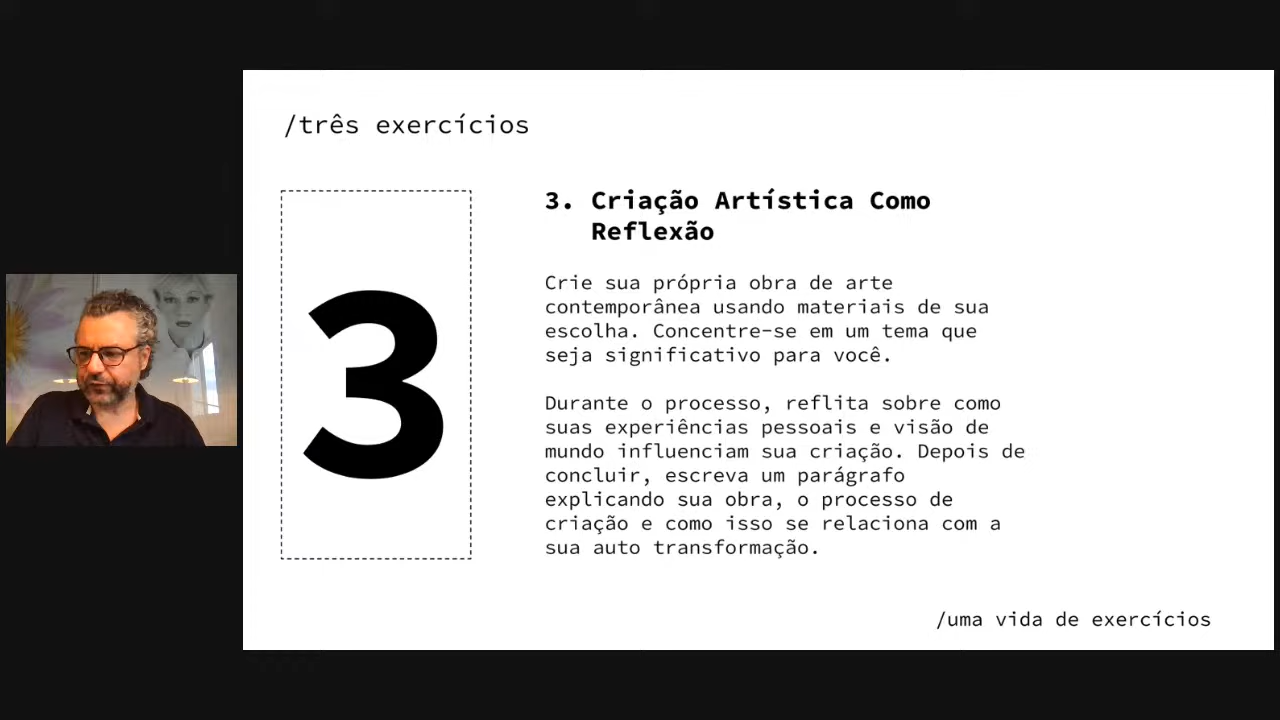 /três exercícios
3
3. Criação Artística Como
Reflexão
Crie sua própria obra de arte
contemporânea usando materiais de sua
escolha. Concentre-se em um tema que
seja significativo para você.
Durante o processo, reflita sobre como
suas experiências pessoais e visão de
mundo influenciam sua criação. Depois de
concluir, escreva um parágrafo
explicando sua obra, o processo de
criação e como isso se relaciona com a
sua auto transformação.
/uma vida de exercícios